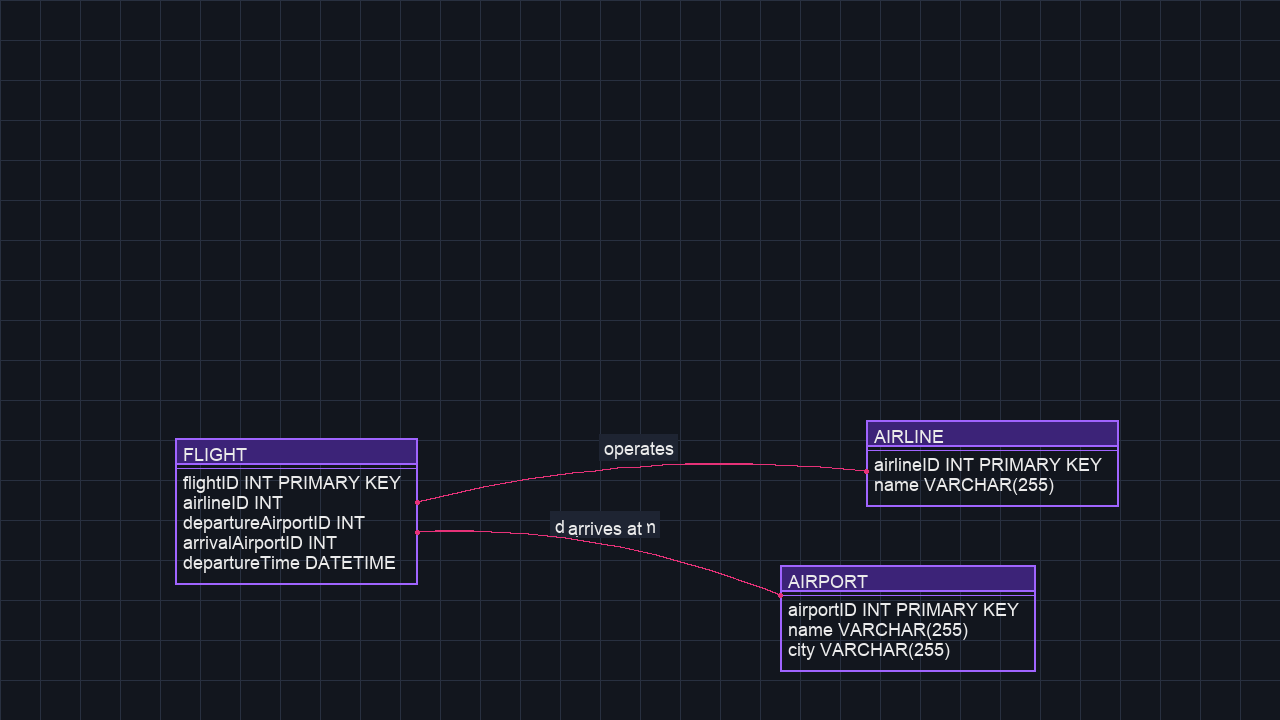 FLIGHT
flightID INT PRIMARY KEY
airlineID INT
departureAirportID INT
arrivalAirportID INT
departureTime DATETIME
operates
arrives at
AIRLINE
airlineID INT PRIMARY KEY
name VARCHAR(255)
AIRPORT
airportID INT PRIMARY KEY
name VARCHAR(255)
city VARCHAR(255)